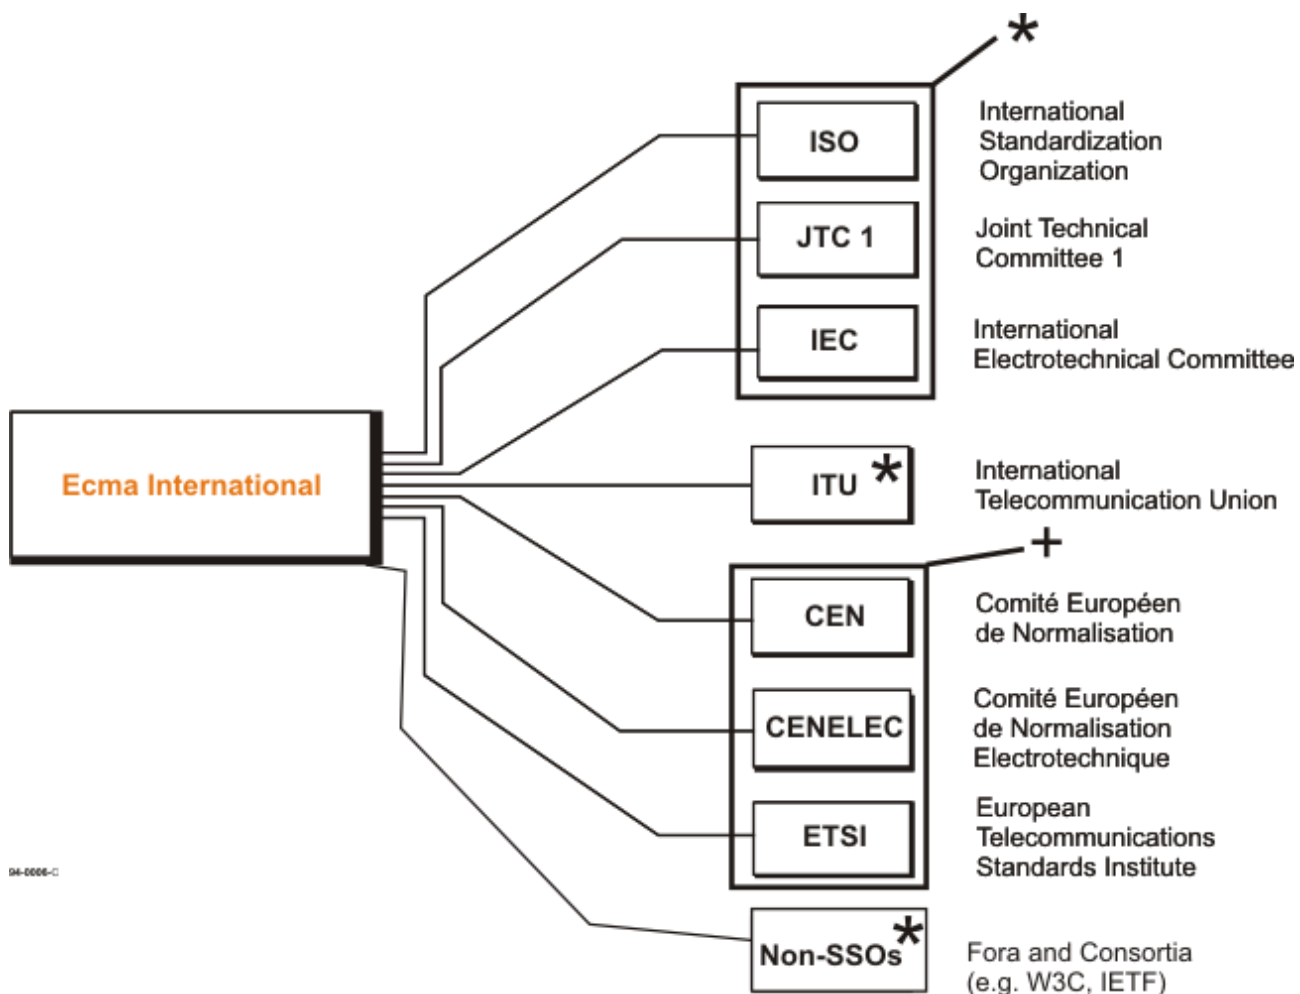 *
ISO
International
Standardization
Organization
JTC 1
Joint Technical
Committee 1
IEC
International
Electrotechnical Committee
Ecma International
ITU *
International
Telecommunication Union
+
CEN
Comité Européen
de Normalisation
CENELEC
Comité Européen
de Normalisation
Electrotechnique
ETSI
European
Telecommunications
Standards Institute
94-0006-C
Non-SSOs *
Fora and Consortia
(e.g. W3C, IETF)